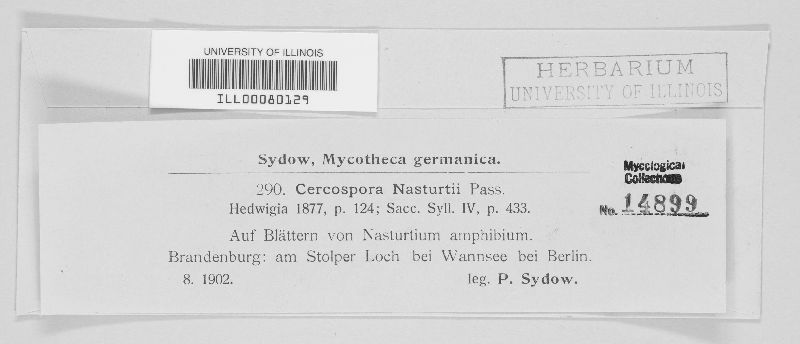 UNIVERSITY OF ILLINOIS
ILL00080129
HERBARIUM
UNIVERSITY OF ILLINOIS
Sydow, Mycotheca germanica.
290. Cercospora Nasturtii Pass.
Hedwigia 1877, p. 124; Sacc. Syll. IV, p. 433.
Auf Blättern von Nasturtium amphibium.
Brandenburg: am Stolper Loch bei Wannsee bei Berlin.
8. 1902. leg. P. Sydow.
Mycological
Collections
No. 14899